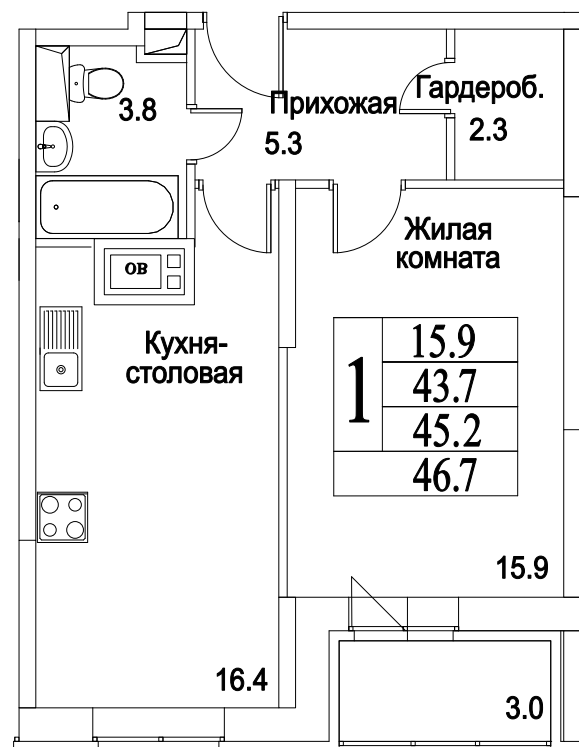 3.8
Прихожая
5.3
Гардероб.
2.3
Жилая
комната
ОВ
Кухня-
столовая
1
15.9
43.7
45.2
46.7
15.9
16.4
3.0